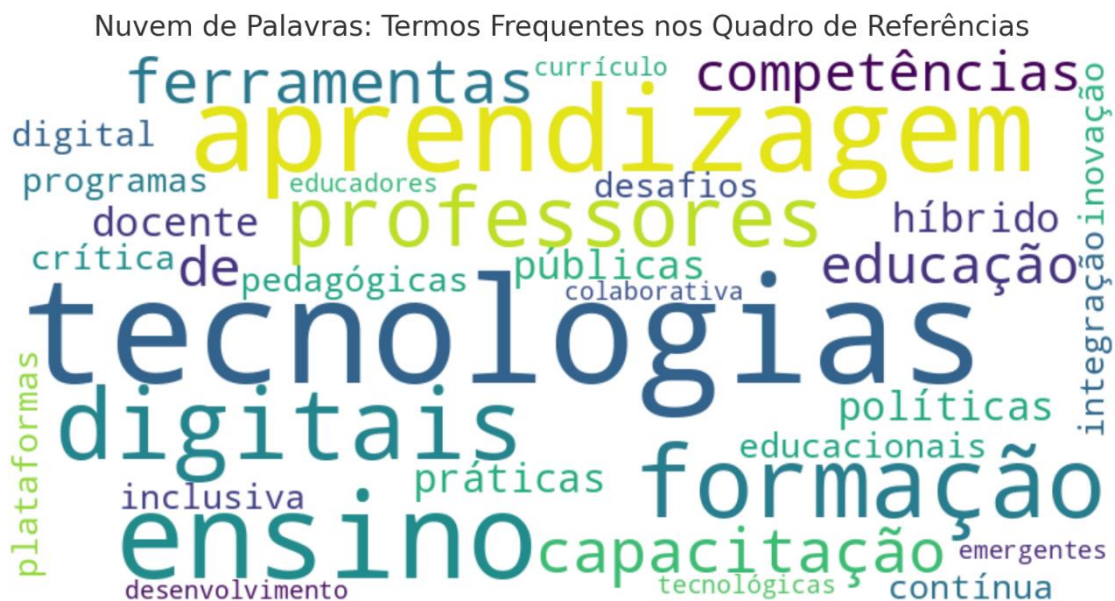 Nuvem de Palavras: Termos Frequentes nos Quadro de Referências
ferramentas
currículo
competências
aprendizagem
digital
inovação
programas
educadores
desafios
professores
docente
híbrido
crítica
de
pedagógicas
públicas
educação
colaborativa
integração
tecnologias
plataformas
digitais
políticas
educacionais
práticas
formação
inclusiva
ensino
capacitação
emergentes
desenvolvimento
tecnológicas
contínua